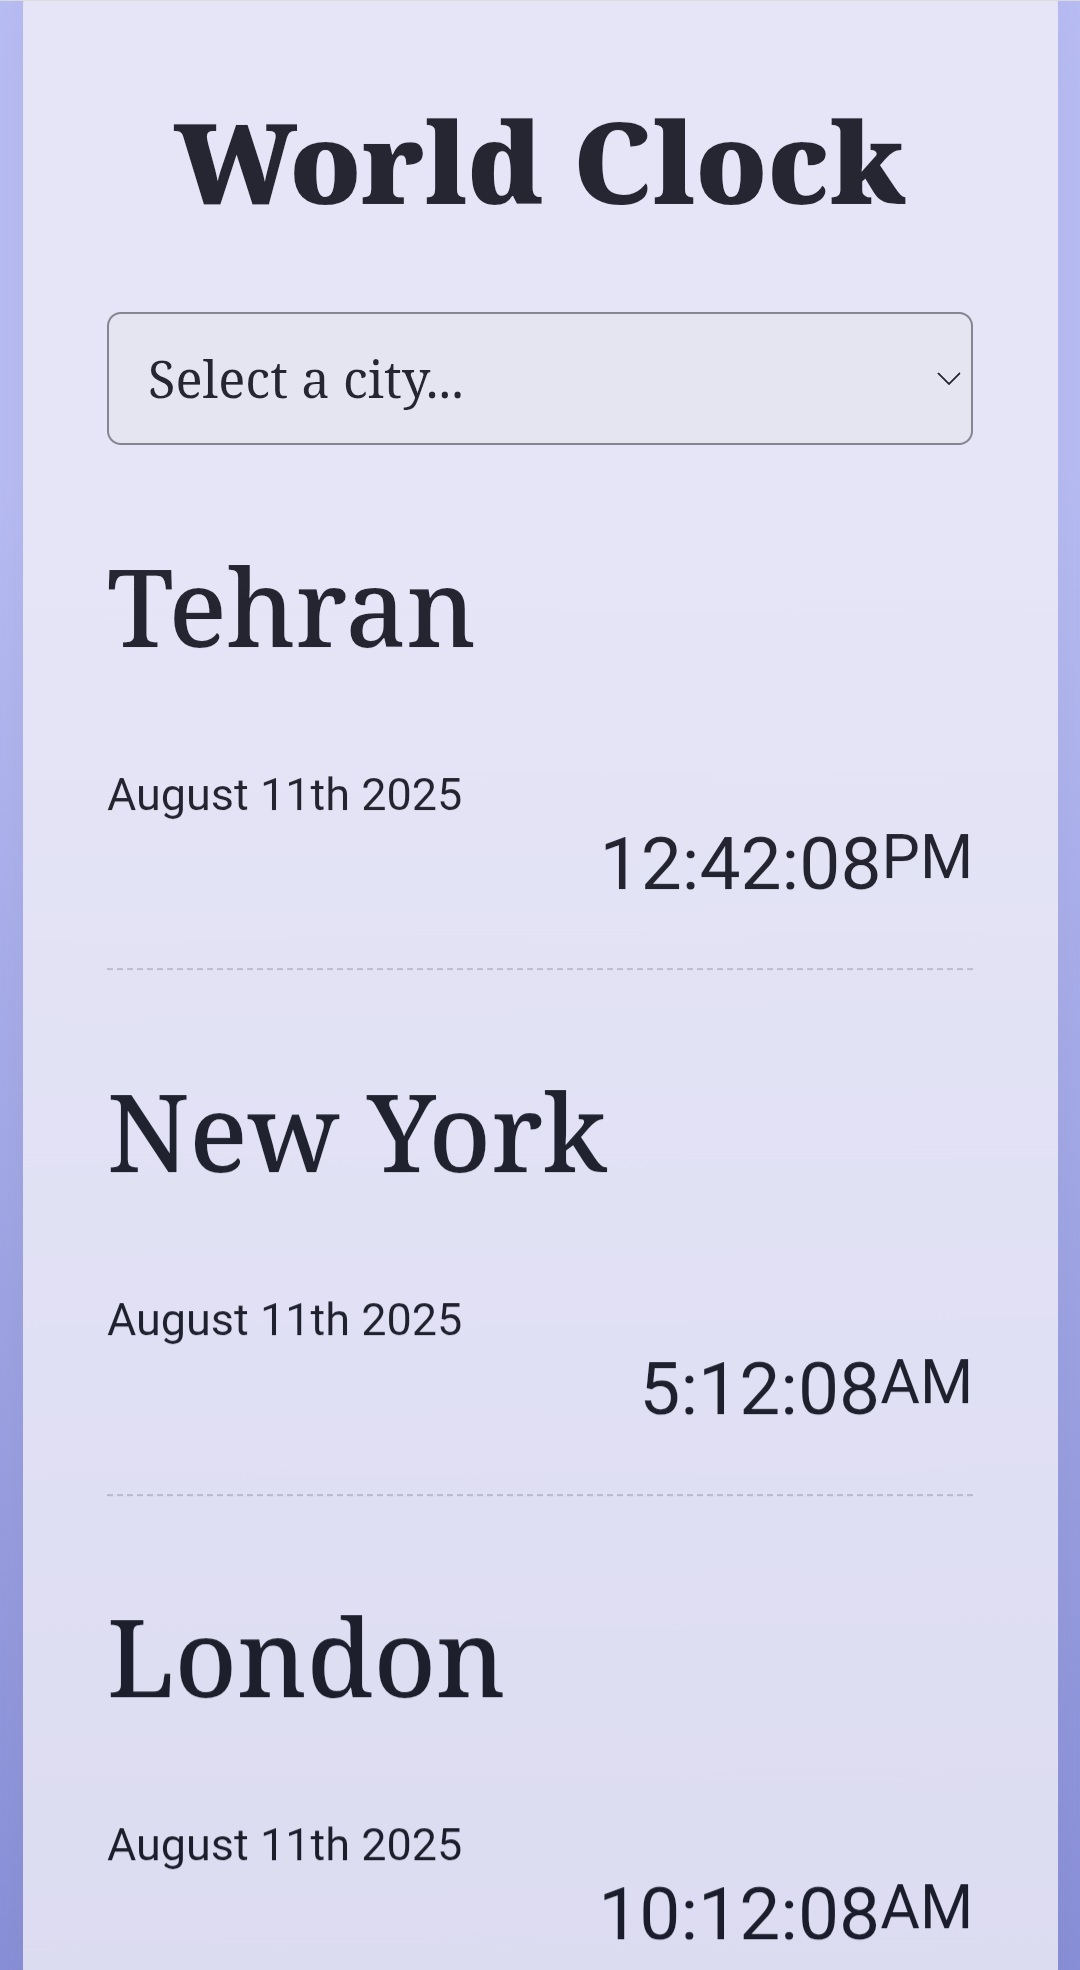 World Clock
Select a city...
Tehran
August 11th 2025
12:42:08PM
New York
August 11th 2025
5:12:08AM
London
August 11th 2025
10:12:08AM